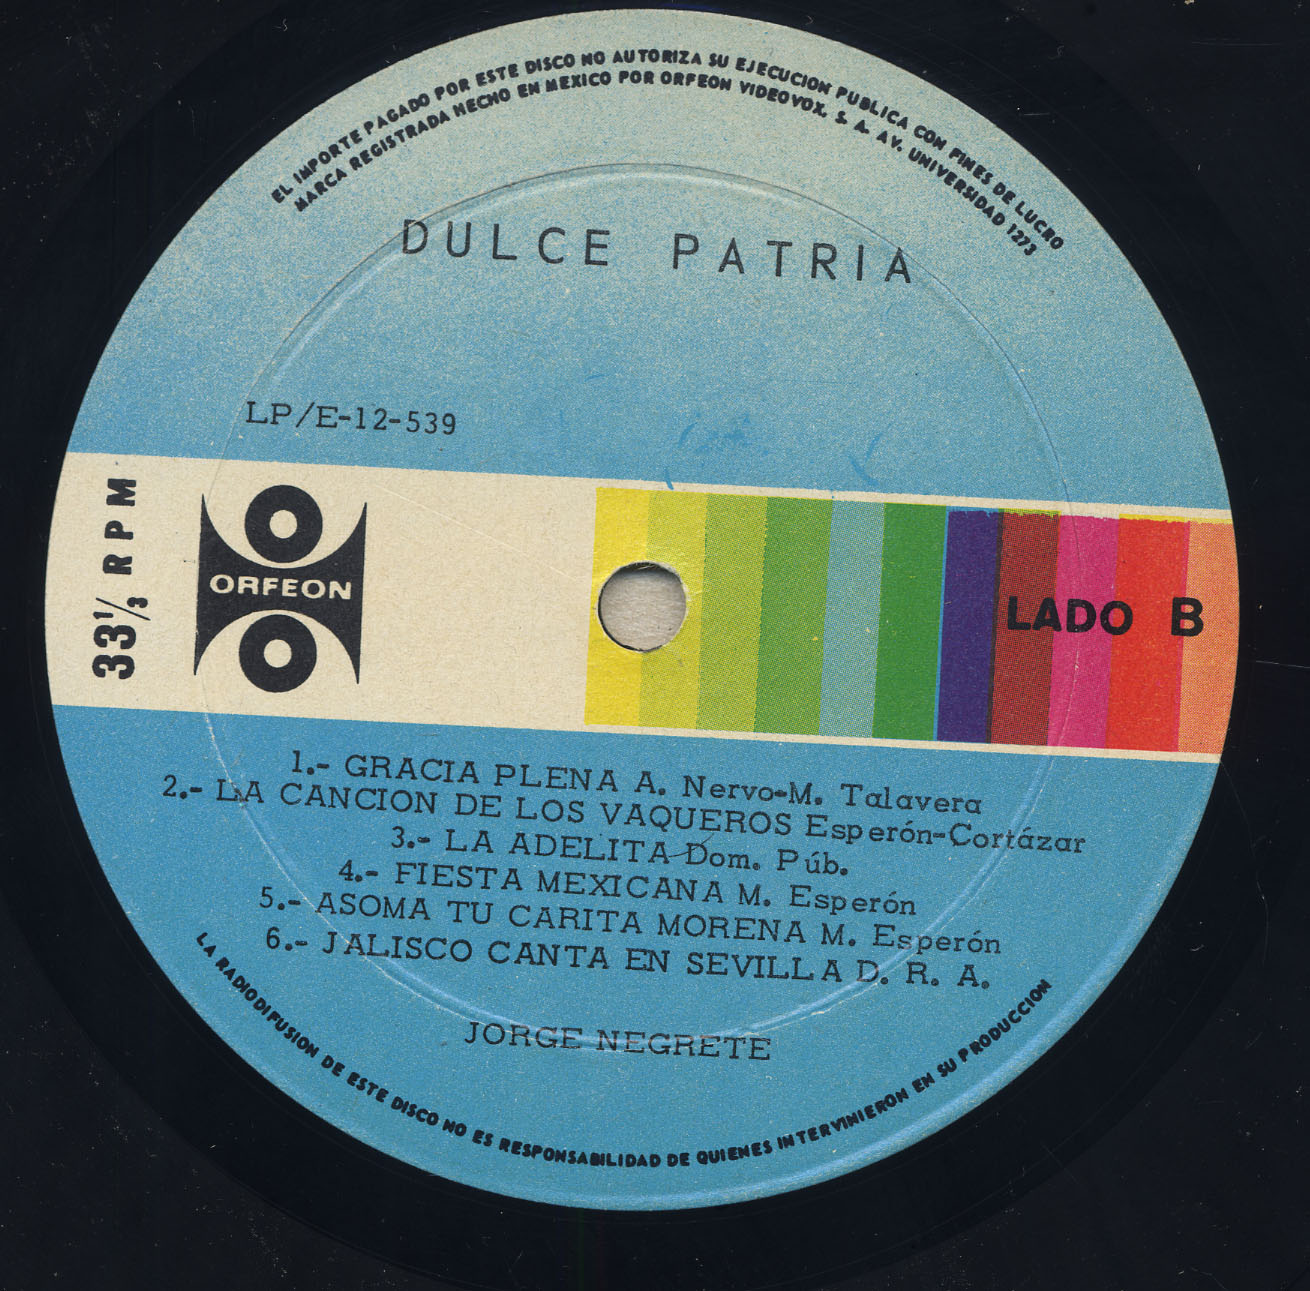 EL IMPORTE PAGADO POR ESTE DISCO NO AUTORIZA SU EJECUCION PUBLICA CON FINES DE LUCRO
MARCA REGISTRADA HECHO EN MEXICO POR ORFEON VIDEOVOX, S. A. AV. UNIVERSIDAD 1273
DULCE PATRIA
LP/E-12-539
33 1/3 RPM
ORFEON
LADO B
1.- GRACIA PLENA A. Nervo-M. Talavera
2.- LA CANCION DE LOS VAQUEROS Esperón-Cortázar
3.- LA ADELITA Dom. Púb.
4.- FIESTA MEXICANA M. Esperón
5.- ASOMA TU CARITA MORENA M. Esperón
6.- JALISCO CANTA EN SEVILLA D. R. A.
JORGE NEGRETE
LA RADIODIFUSION DE ESTE DISCO NO ES RESPONSABILIDAD DE QUIENES INTERVINIERON EN SU PRODUCCION